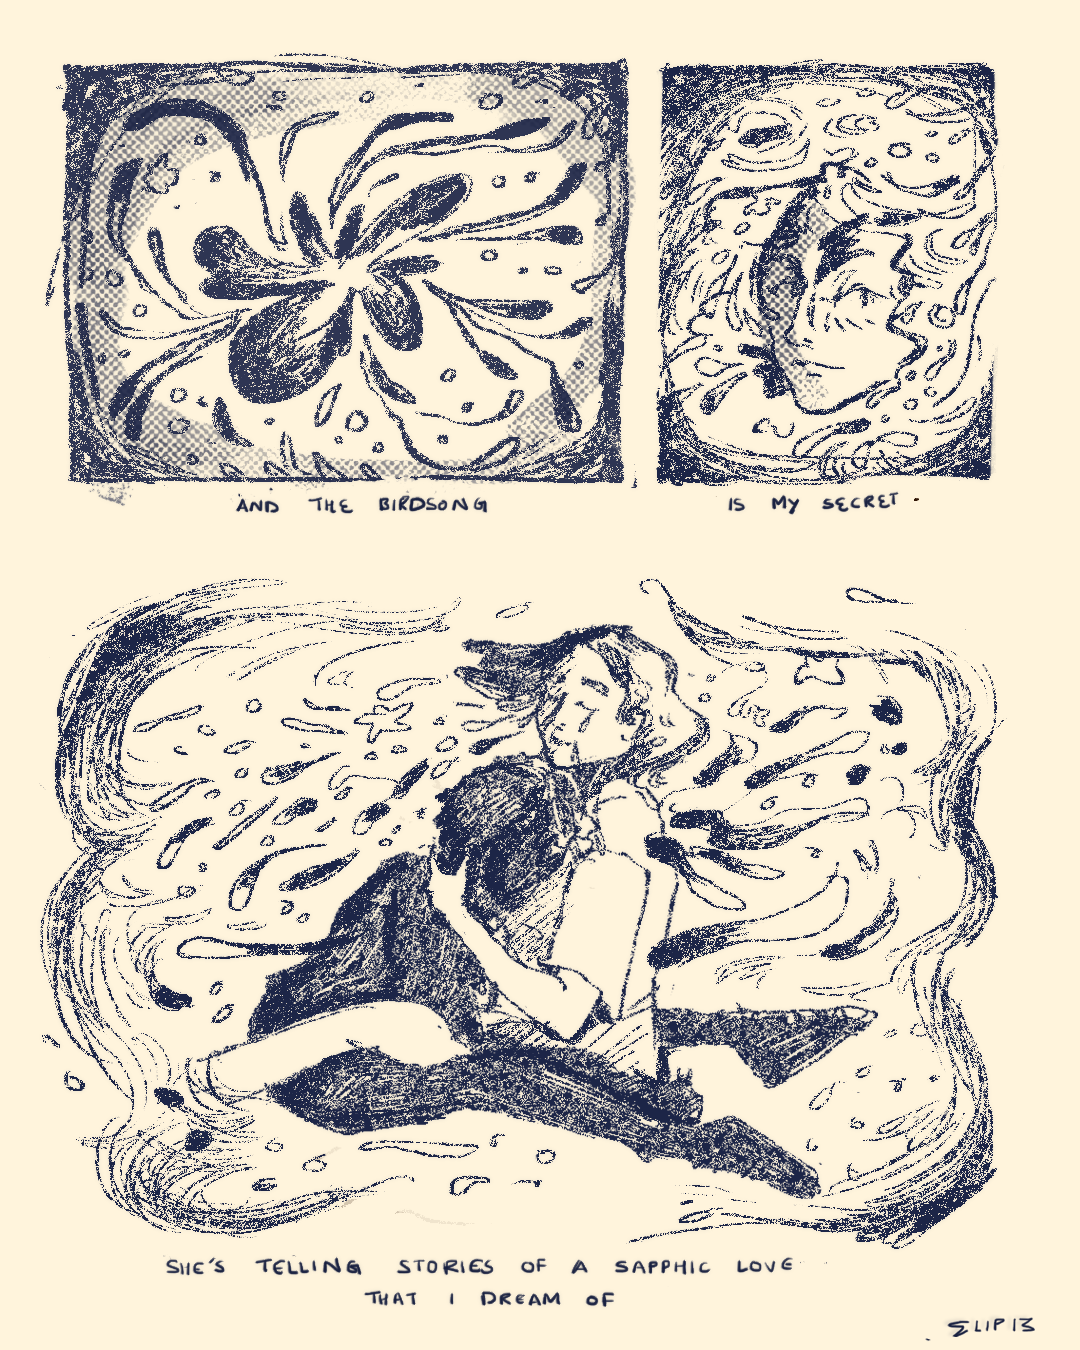 AND THE BIRDSONG
IS MY SECRET.
SHE'S TELLING STORIES OF A SAPPHIC LOVE
THAT I DREAM OF
ELIP13